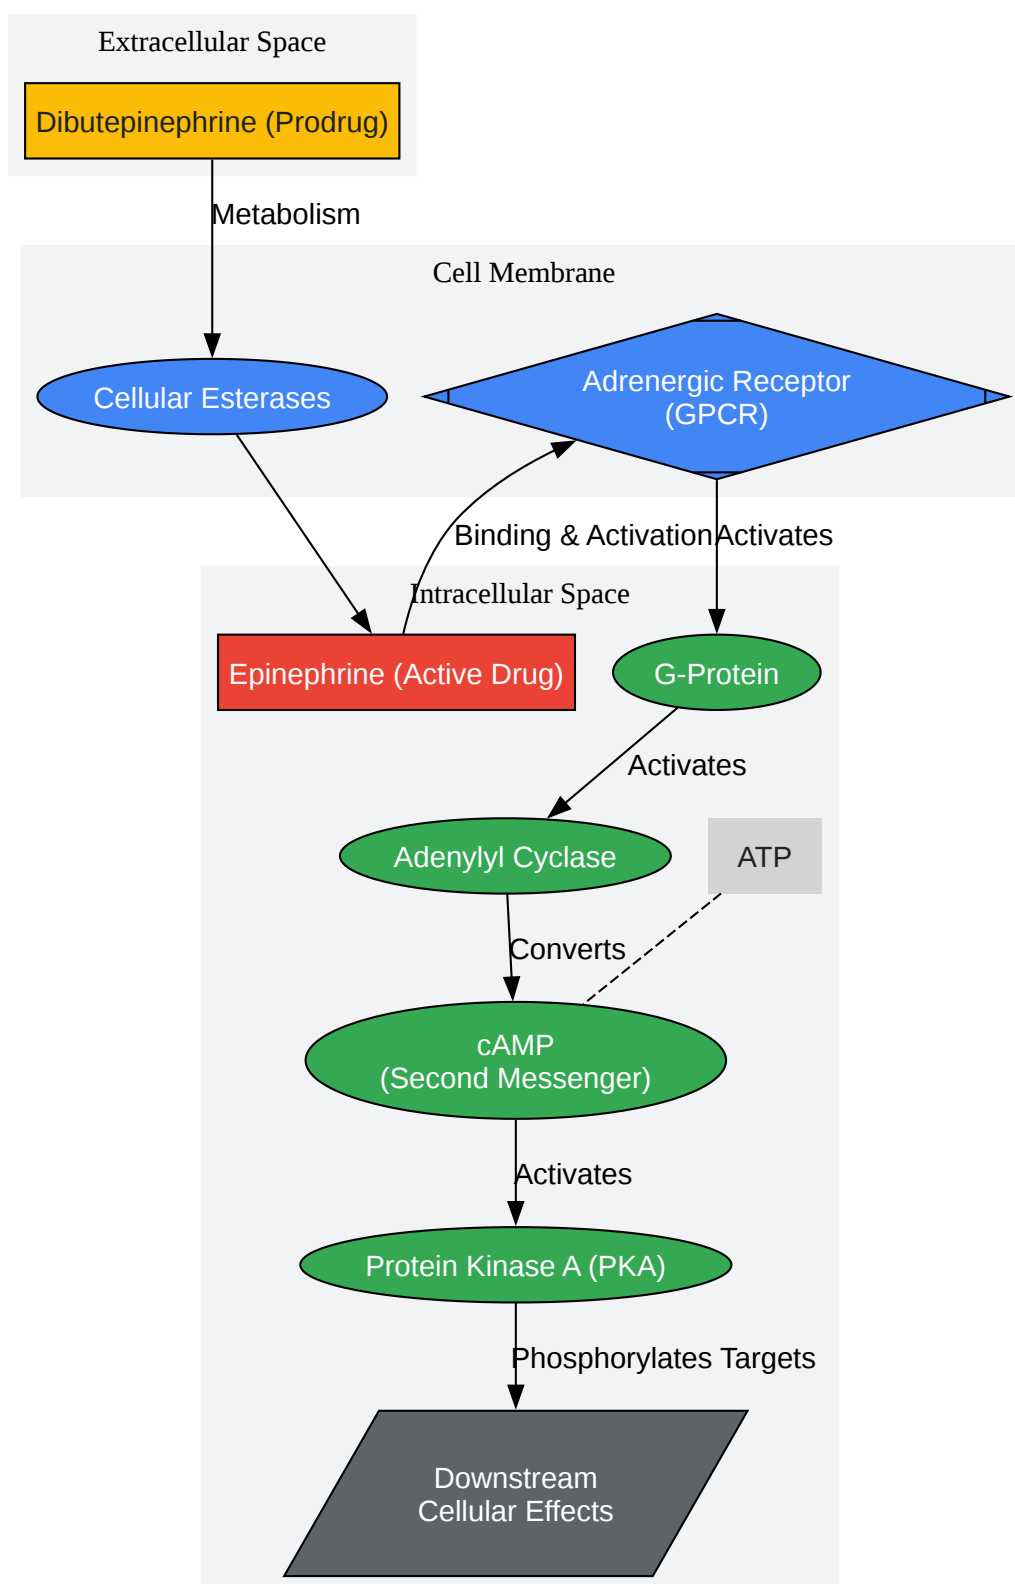 Extracellular Space
Dibutepinephrine (Prodrug)
Metabolism
Cell Membrane
Cellular Esterases
Adrenergic Receptor
(GPCR)
Binding & Activation
Activates
Intracellular Space
Epinephrine (Active Drug)
G-Protein
Activates
Adenylyl Cyclase
ATP
Converts
cAMP
(Second Messenger)
Activates
Protein Kinase A (PKA)
Phosphorylates Targets
Downstream
Cellular Effects